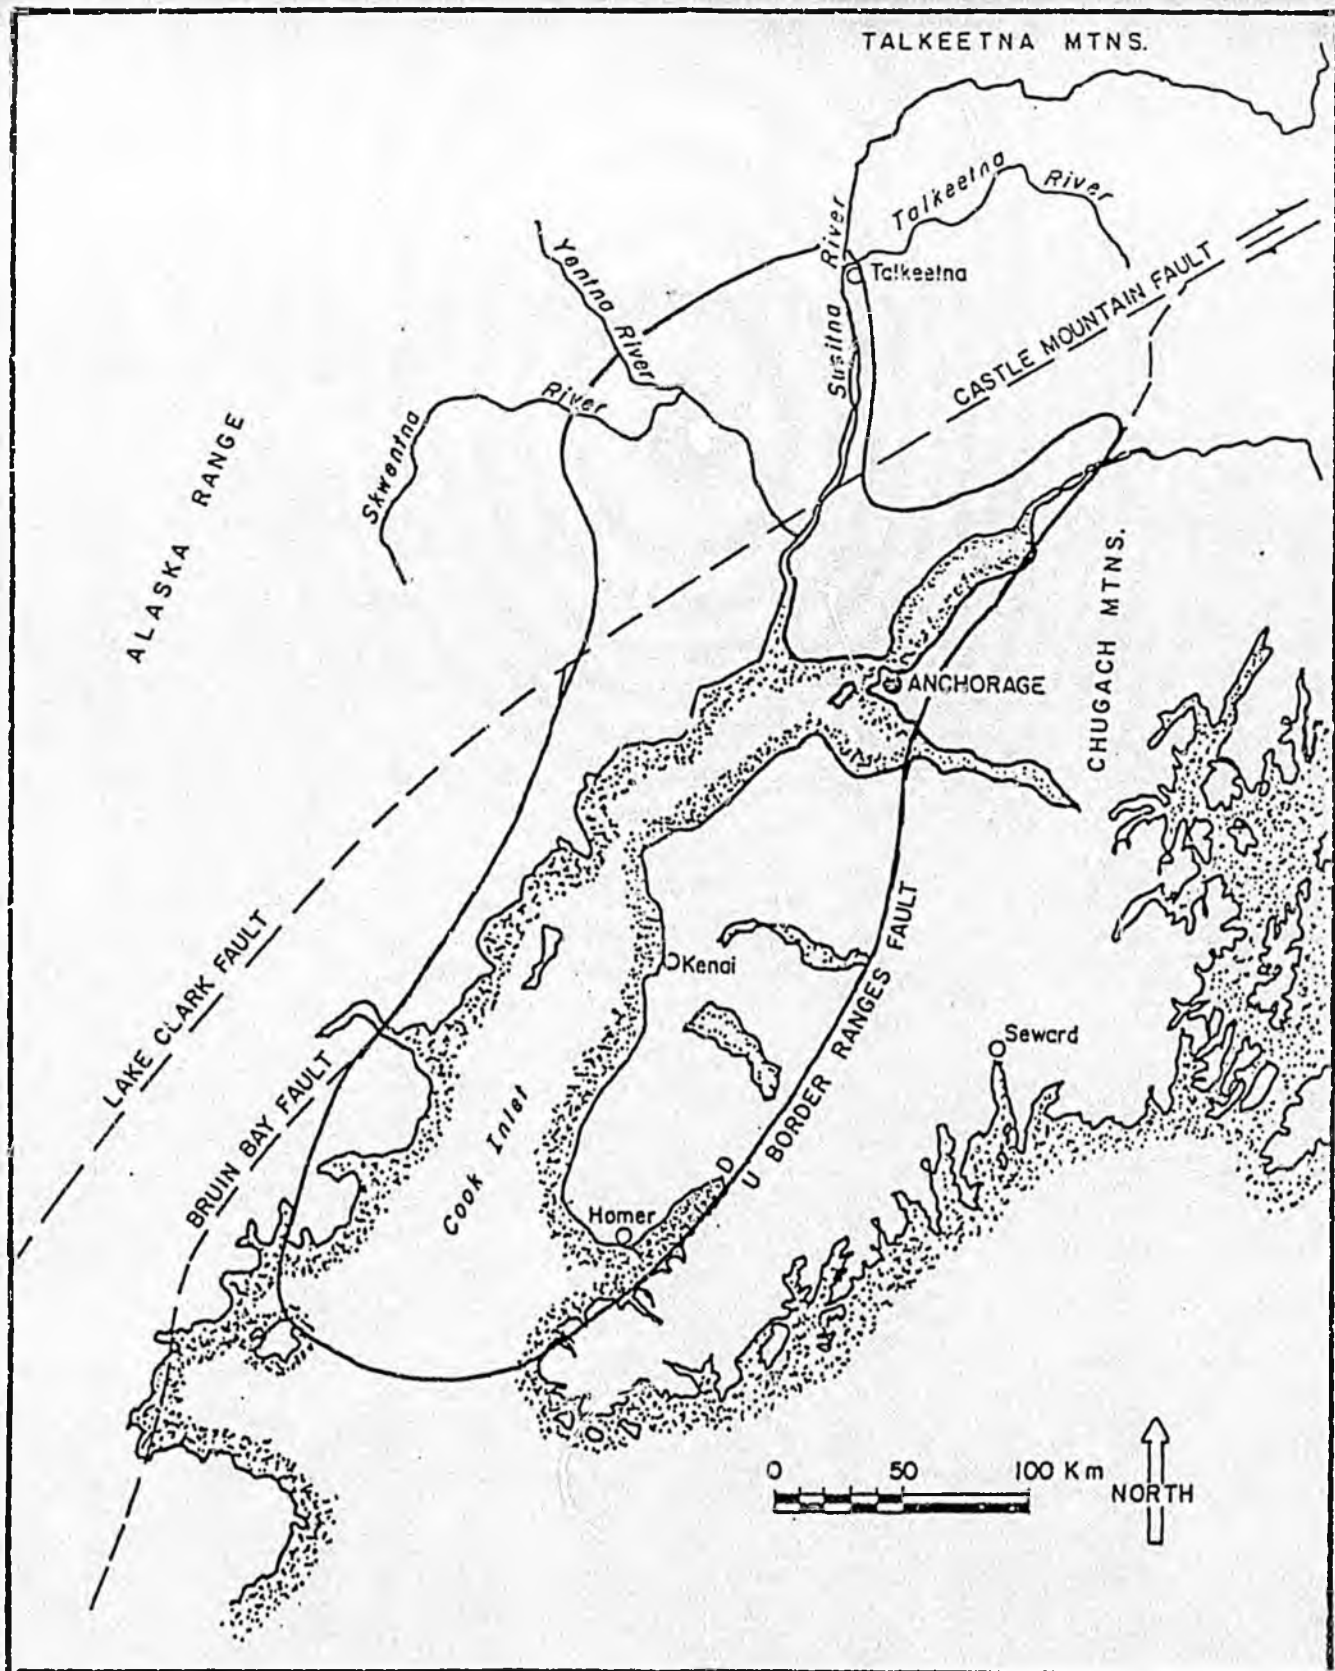 TALKEETNA MTNS.
Talkeetna River
Susitna River
Talkeetna
Yentna River
CASTLE MOUNTAIN FAULT
Skwentna River
ALASKA RANGE
CHUGACH MTNS.
ANCHORAGE
LAKE CLARK FAULT
Kenai
U BORDER RANGES FAULT
D
Seward
BRUIN BAY FAULT
Cook Inlet
Homer
0 50 100 Km
NORTH